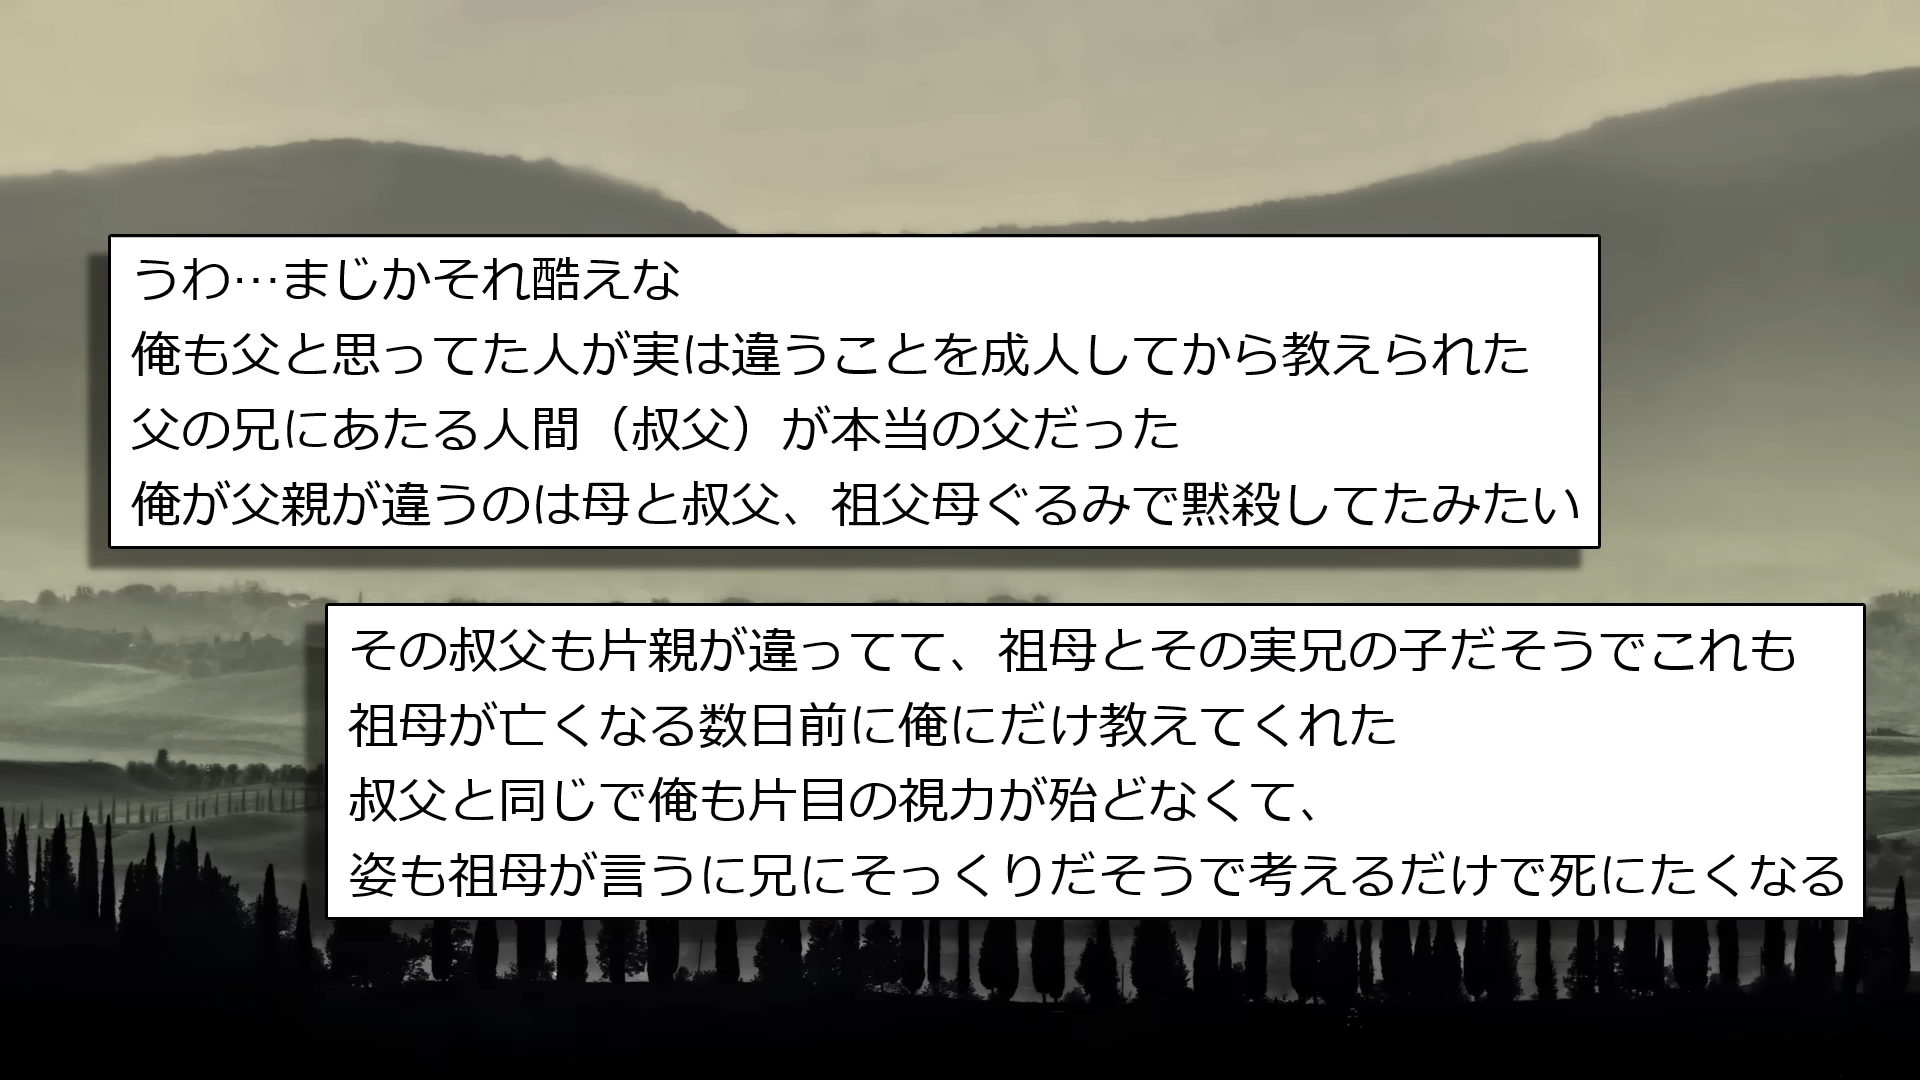 うわ…まじかそれ酷えな
俺も父と思ってた人が実は違うことを成人してから教えられた
父の兄にあたる人間（叔父）が本当の父だった
俺が父親が違うのは母と叔父、祖父母ぐるみで黙殺してたみたい
その叔父も片親が違ってて、祖母とその実兄の子だそうでこれも
祖母が亡くなる数日前に俺にだけ教えてくれた
叔父と同じで俺も片目の視力が殆どなくて、
姿も祖母が言うに兄にそっくりだそうで考えるだけで死にたくなる